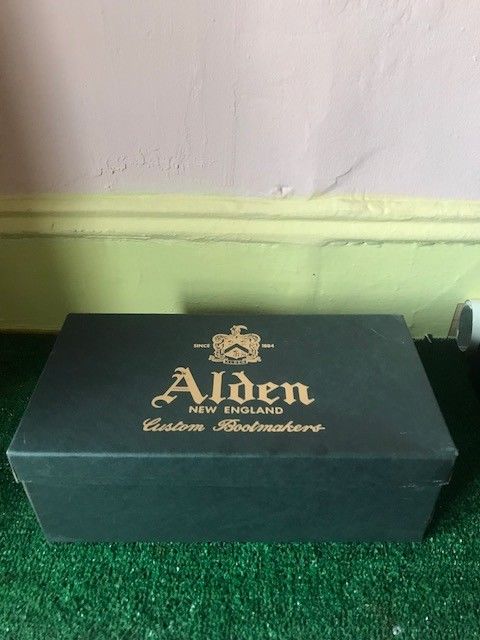 SINCE 1884
Alden
NEW ENGLAND
Custom Bootmakers